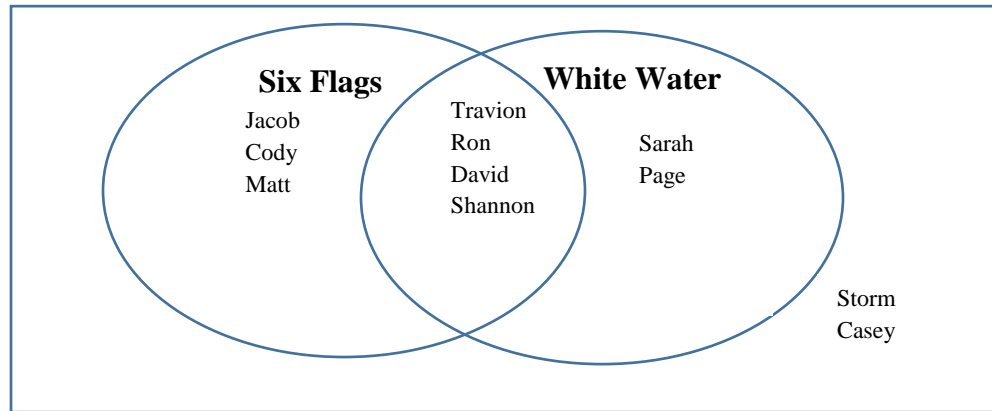 Six Flags
Jacob
Cody
Matt
Travion
Ron
David
Shannon
White Water
Sarah
Page
Storm
Casey